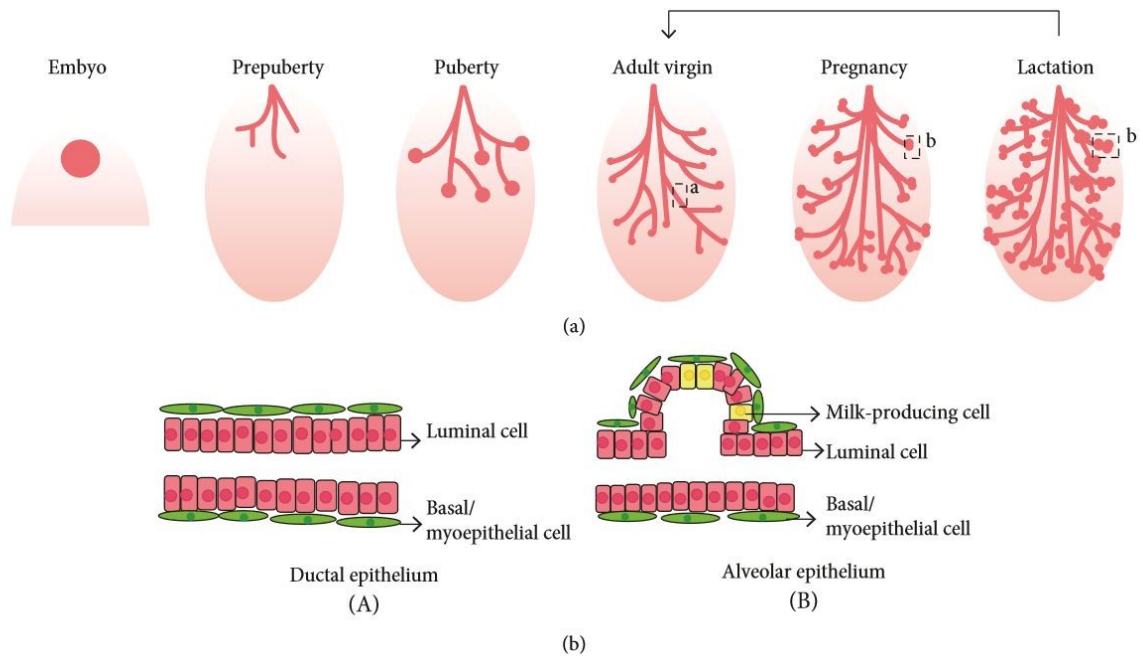 Embyo
Prepuberty
Puberty
Adult virgin
Pregnancy
Lactation
a
b
b
(a)
Luminal cell
Basal/
myoepithelial cell
Ductal epithelium
(A)
Milk-producing cell
Luminal cell
Basal/
myoepithelial cell
Alveolar epithelium
(B)
(b)